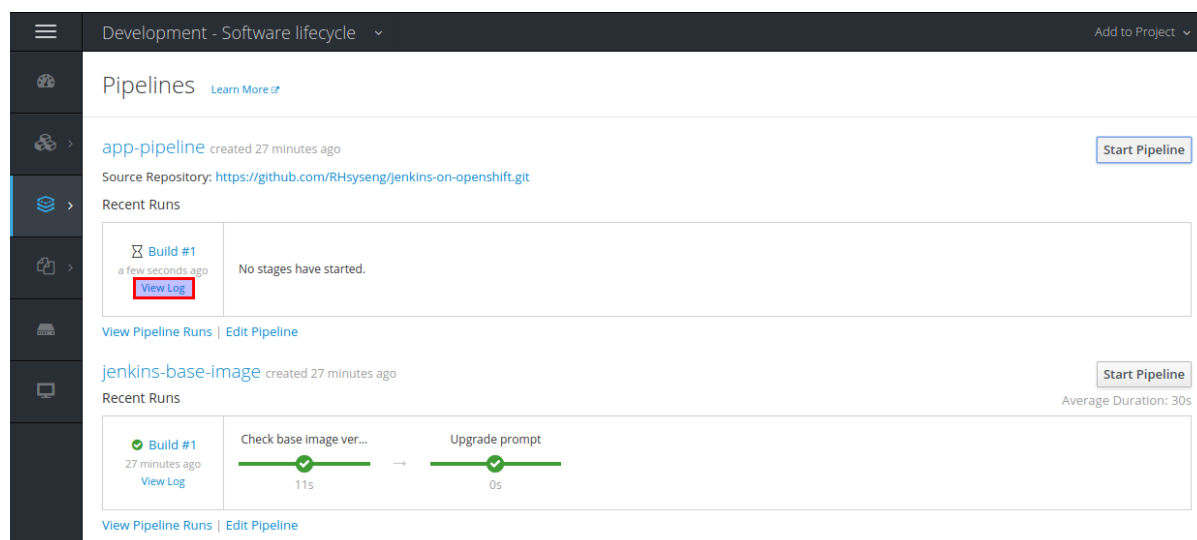 Development - Software lifecycle
Add to Project
Pipelines Learn More
app-pipeline created 27 minutes ago
Start Pipeline
Source Repository: https://github.com/RHsyseng/jenkins-on-openshift.git
Recent Runs
Build #1
a few seconds ago
View Log
No stages have started.
View Pipeline Runs | Edit Pipeline
jenkins-base-image created 27 minutes ago
Start Pipeline
Recent Runs
Average Duration: 30s
Build #1
27 minutes ago
View Log
Check base image ver...
11s
Upgrade prompt
0s
View Pipeline Runs | Edit Pipeline